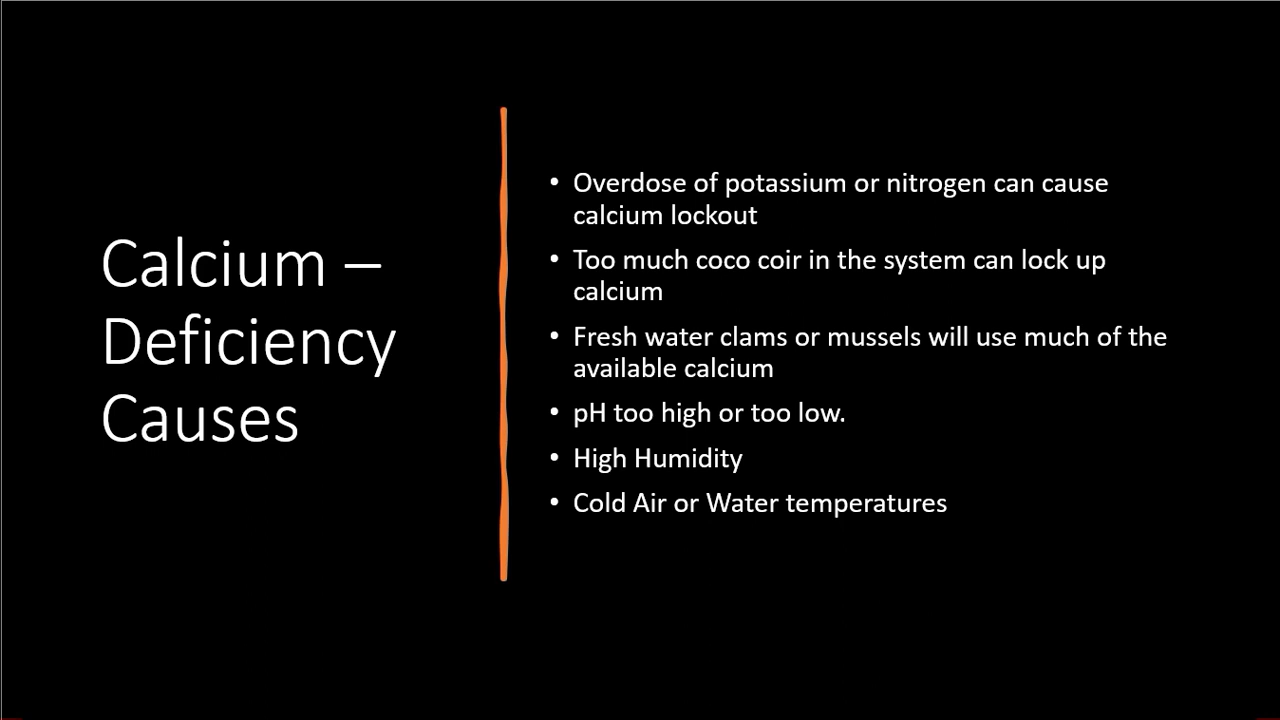 Calcium –
Deficiency
Causes
• Overdose of potassium or nitrogen can cause
calcium lockout
• Too much coco coir in the system can lock up
calcium
• Fresh water clams or mussels will use much of the
available calcium
• pH too high or too low.
• High Humidity
• Cold Air or Water temperatures